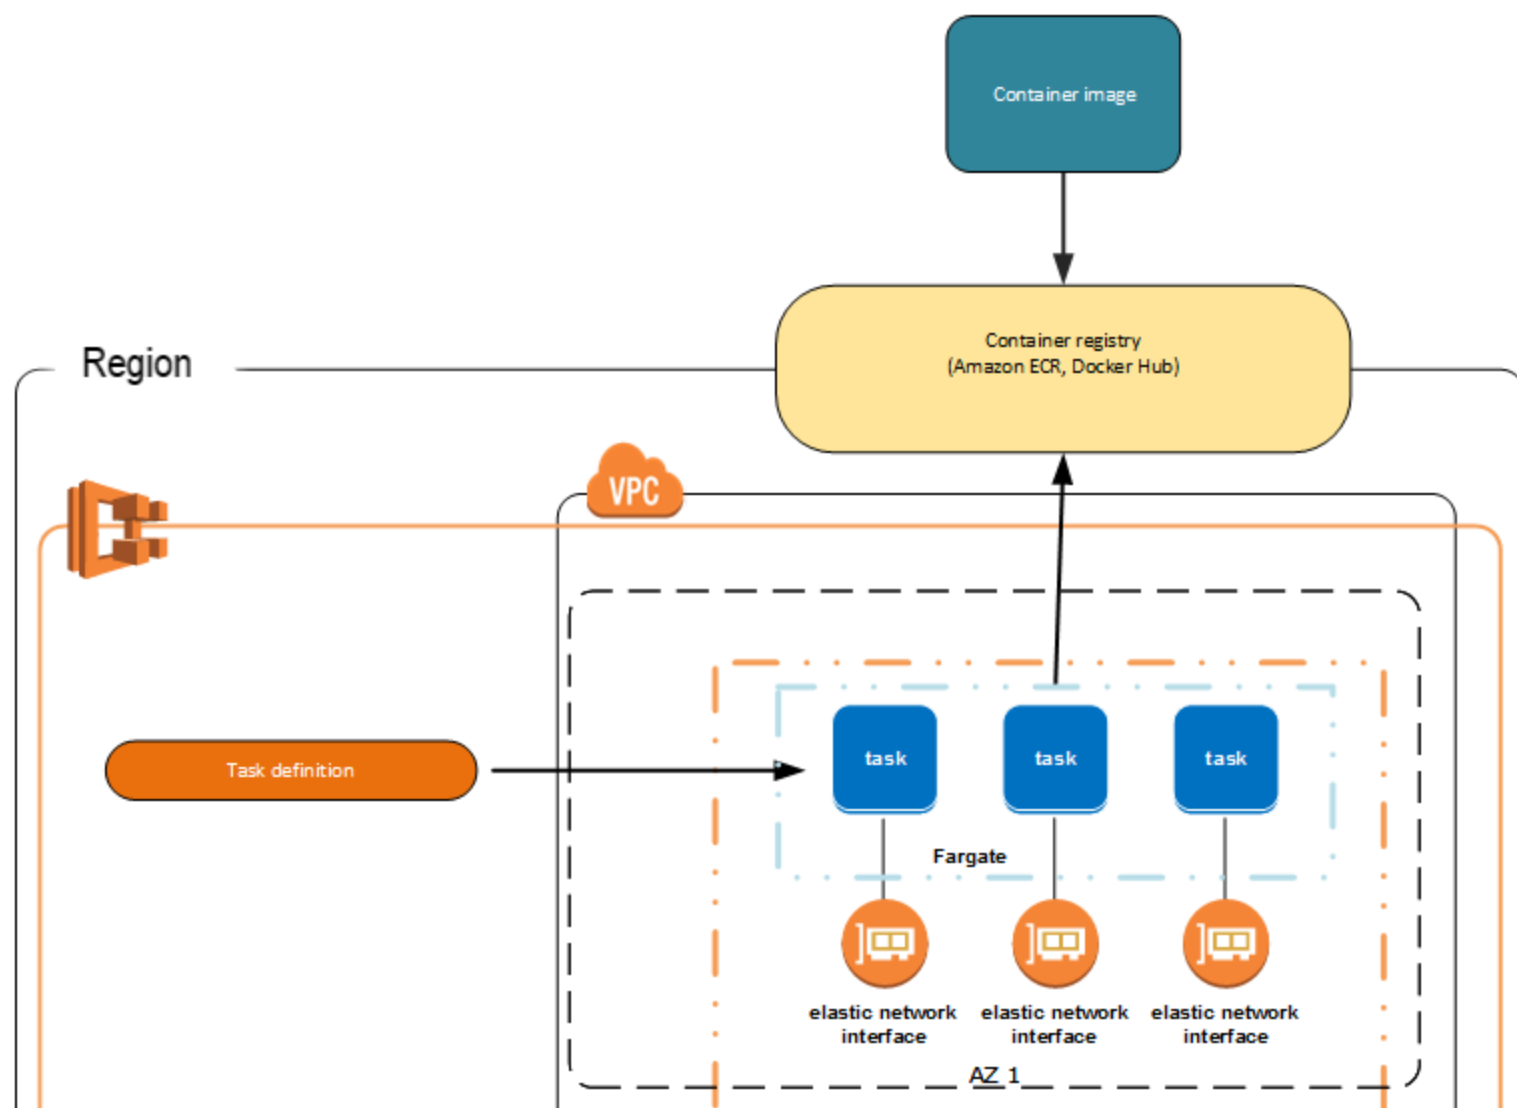 Container image
Container registry
(Amazon ECR, Docker Hub)
Region
VPC
Task definition
task
task
task
Fargate
elastic network
interface
elastic network
interface
elastic network
interface
AZ 1